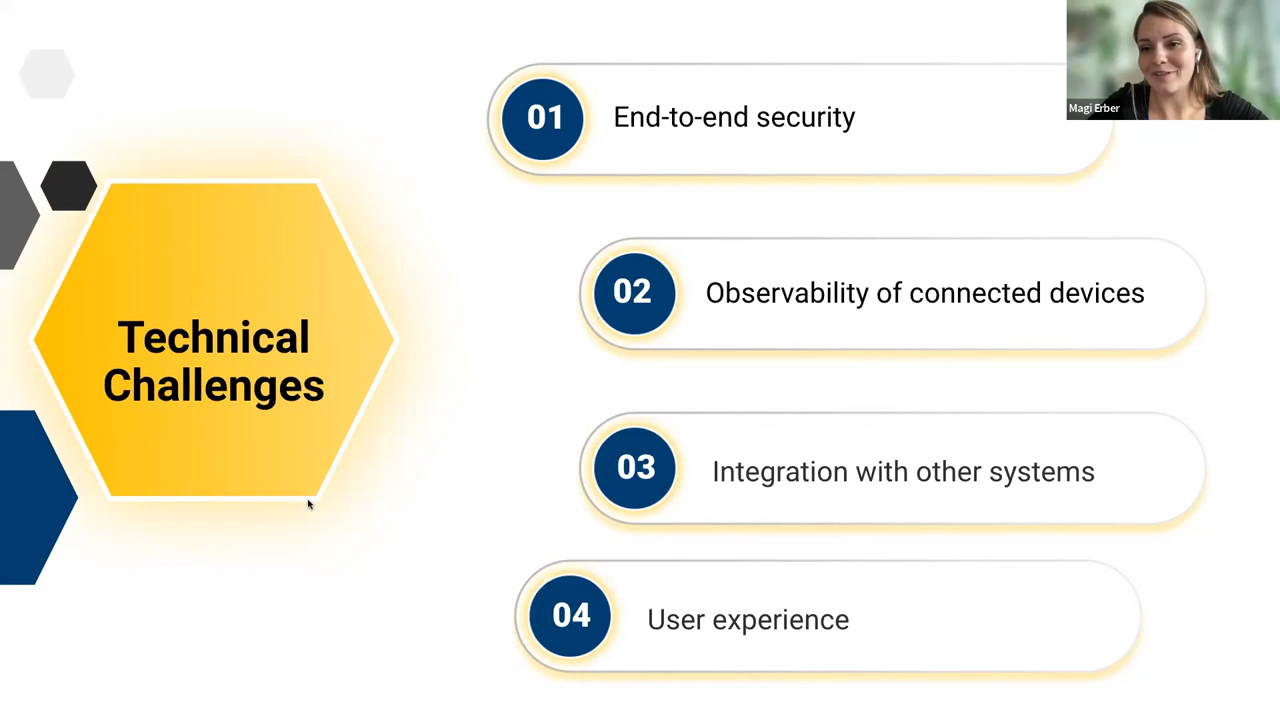 Technical
Challenges
01
End-to-end security
02
Observability of connected devices
03
Integration with other systems
04
User experience
Magi Erber